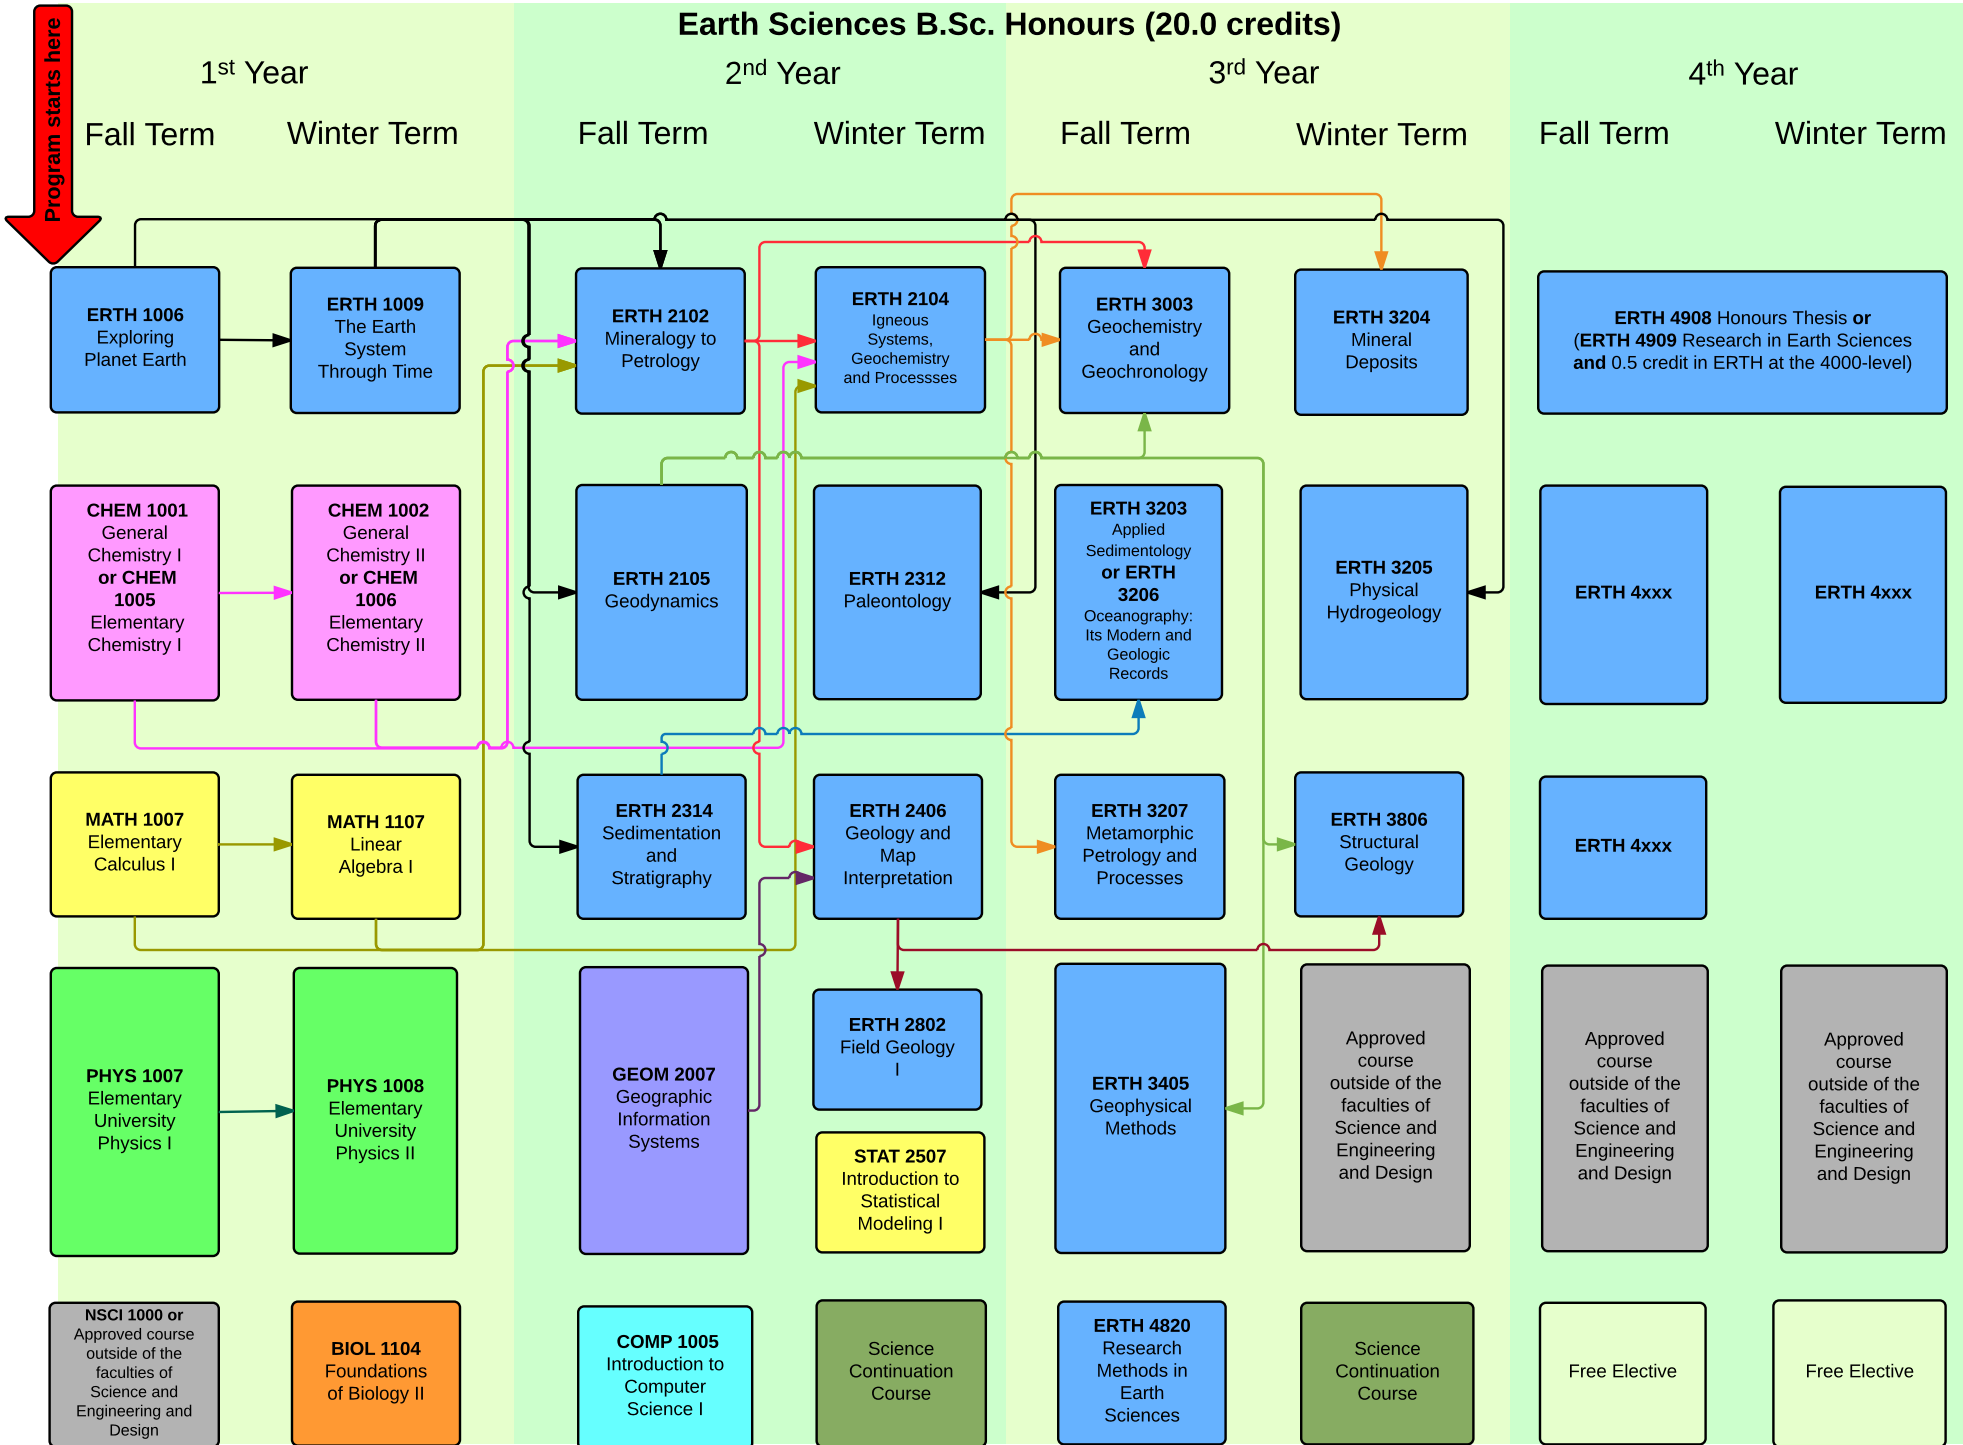 Program starts here
Earth Sciences B.Sc. Honours (20.0 credits)
1st Year
2nd Year
3rd Year
4th Year
Fall Term
Winter Term
Fall Term
Winter Term
Fall Term
Winter Term
Fall Term
Winter Term
ERTH 1006
Exploring
Planet Earth
ERTH 1009
The Earth
System
Through Time
ERTH 2102
Mineralogy to
Petrology
ERTH 2104
Igneous
Systems,
Geochemistry
and Processses
ERTH 3003
Geochemistry
and
Geochronology
ERTH 3204
Mineral
Deposits
ERTH 4908 Honours Thesis or
(ERTH 4909 Research in Earth Sciences
and 0.5 credit in ERTH at the 4000-level)
CHEM 1001
General
Chemistry I
or CHEM
1005
Elementary
Chemistry I
CHEM 1002
General
Chemistry II
or CHEM
1006
Elementary
Chemistry II
ERTH 2105
Geodynamics
ERTH 2312
Paleontology
ERTH 3203
Applied
Sedimentology
or ERTH
3206
Oceanography:
Its Modern and
Geologic
Records
ERTH 3205
Physical
Hydrogeology
ERTH 4xxx
ERTH 4xxx
MATH 1007
Elementary
Calculus I
MATH 1107
Linear
Algebra I
ERTH 2314
Sedimentation
and
Stratigraphy
ERTH 2406
Geology and
Map
Interpretation
ERTH 3207
Metamorphic
Petrology and
Processes
ERTH 3806
Structural
Geology
ERTH 4xxx
PHYS 1007
Elementary
University
Physics I
PHYS 1008
Elementary
University
Physics II
GEOM 2007
Geographic
Information
Systems
ERTH 2802
Field Geology
I
STAT 2507
Introduction to
Statistical
Modeling I
ERTH 3405
Geophysical
Methods
Approved
course
outside of the
faculties of
Science and
Engineering
and Design
Approved
course
outside of the
faculties of
Science and
Engineering
and Design
Approved
course
outside of the
faculties of
Science and
Engineering
and Design
NSCI 1000 or
Approved course
outside of the
faculties of
Science and
Engineering and
Design
BIOL 1104
Foundations
of Biology II
COMP 1005
Introduction to
Computer
Science I
Science
Continuation
Course
ERTH 4820
Research
Methods in
Earth
Sciences
Science
Continuation
Course
Free Elective
Free Elective